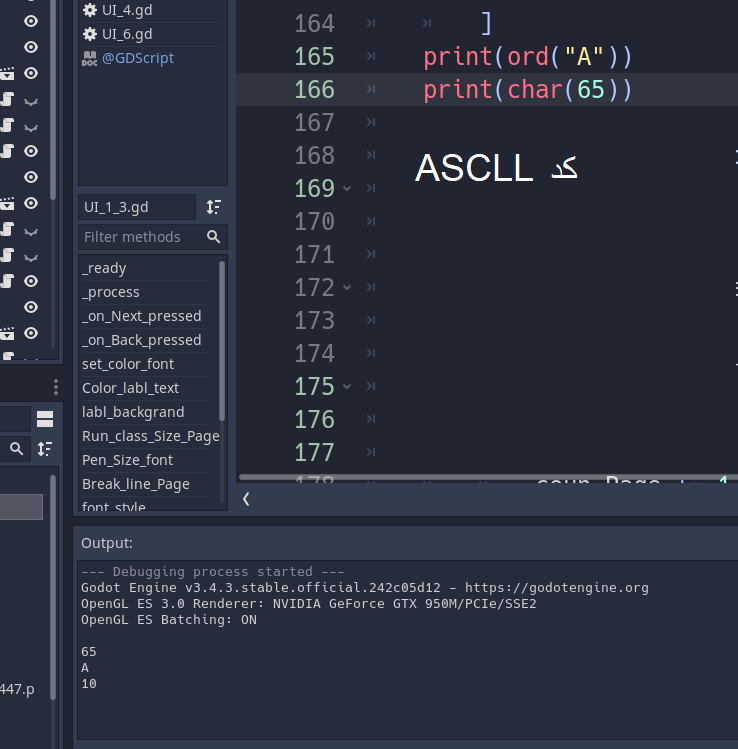 UI_4.gd
UI_6.gd
@GDScript
UI_1_3.gd
Filter methods
_ready
_process
_on_Next_pressed
_on_Back_pressed
set_color_font
Color_labl_text
labl_backgrand
Run_class_Size_Page
Pen_Size_font
Break_line_Page
font_style
447.p
164 ]
165 print(ord("A"))
166 print(char(65))
167
168
کد ASCLL
169
170
171
172
173
174
175
176
177
178
Output:
--- Debugging process started ---
Godot Engine v3.4.3.stable.official.242c05d12 - https://godotengine.org
OpenGL ES 3.0 Renderer: NVIDIA GeForce GTX 950M/PCIe/SSE2
OpenGL ES Batching: ON
65
A
10